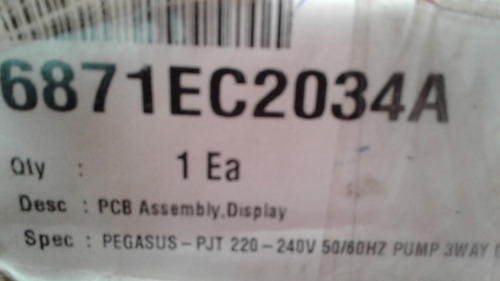 6871EC2034A
Qty : 1 Ea
Desc : PCB Assembly,Display
Spec : PEGASUS-PJT 220-240V 50/60HZ PUMP 3WAY